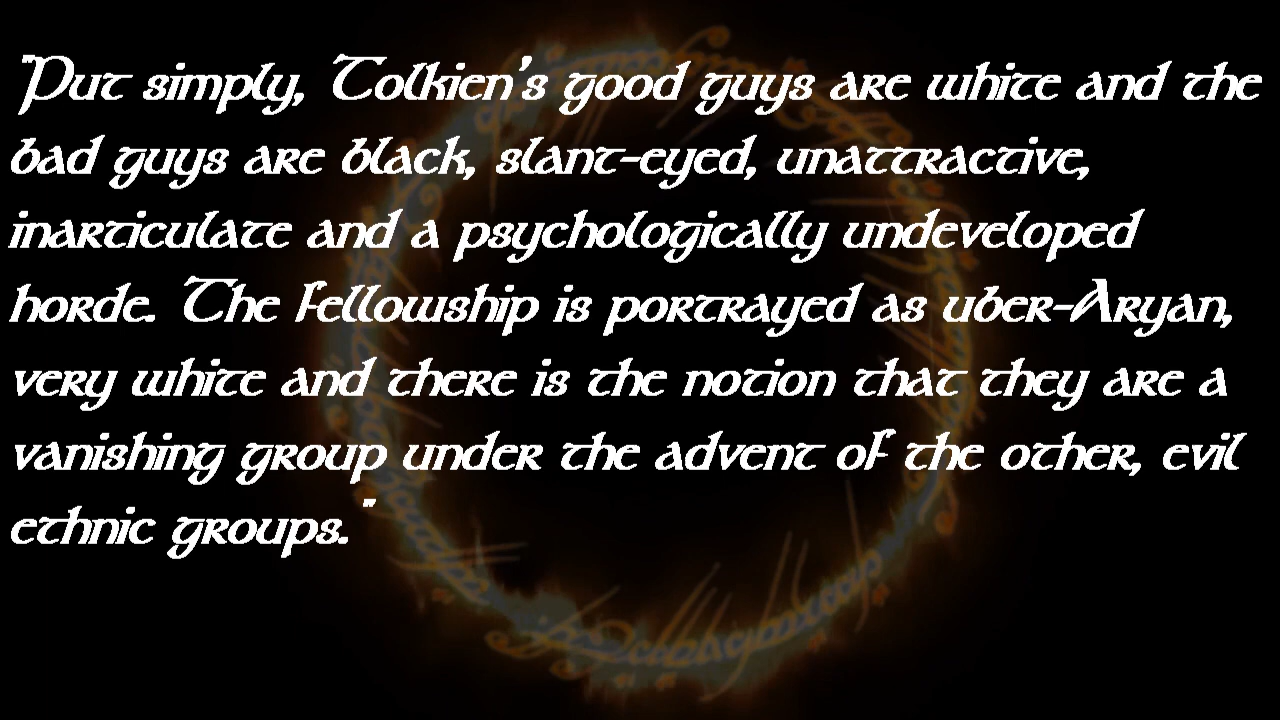 "Put simply, Tolkien's good guys are white and the
bad guys are black, slant-eyed, unattractive,
inarticulate and a psychologically undeveloped
horde. The Fellowship is portrayed as uber-Aryan,
very white and there is the notion that they are a
vanishing group under the advent of the other, evil
ethnic groups."